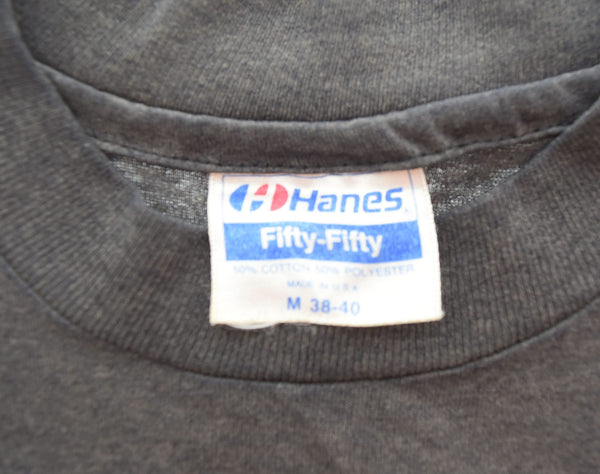 Hanes
Fifty-Fifty
50% COTTON 50% POLYESTER
MADE IN U.S.A
M 38-40